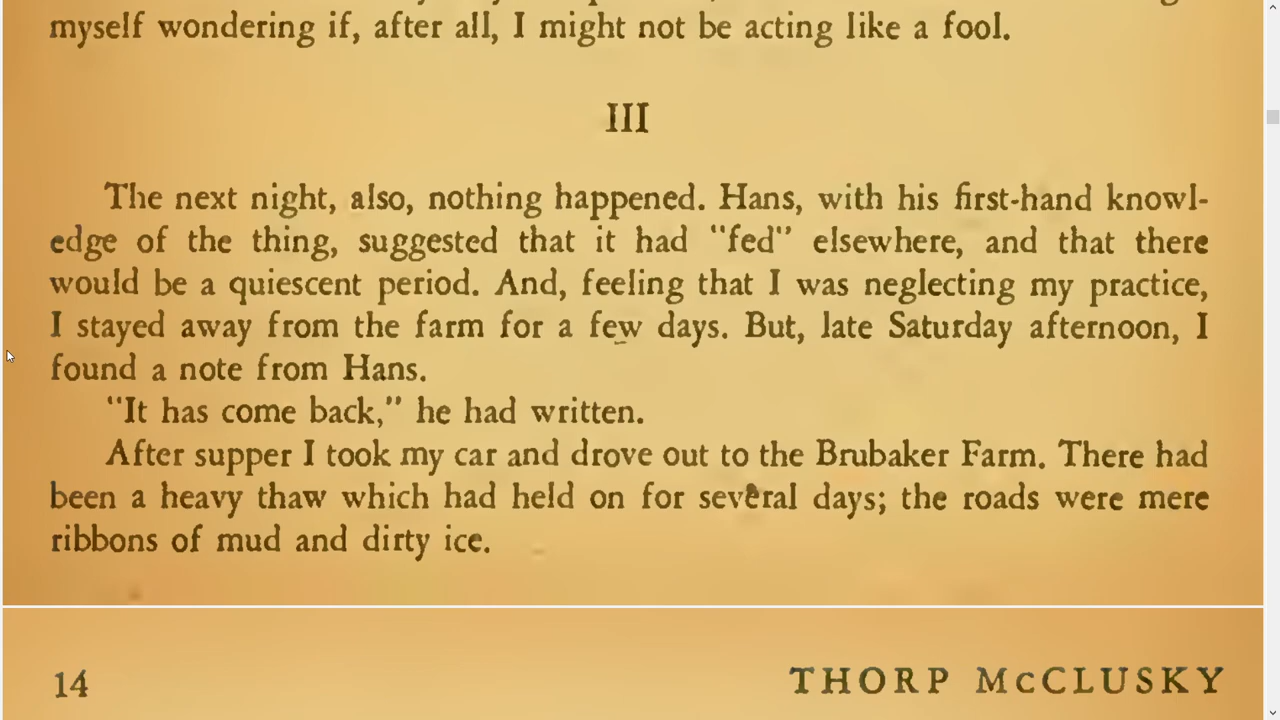 myself wondering if, after all, I might not be acting like a fool.
III
The next night, also, nothing happened. Hans, with his first-hand knowl-
edge of the thing, suggested that it had "fed" elsewhere, and that there
would be a quiescent period. And, feeling that I was neglecting my practice,
I stayed away from the farm for a few days. But, late Saturday afternoon, I
found a note from Hans.
"It has come back," he had written.
After supper I took my car and drove out to the Brubaker Farm. There had
been a heavy thaw which had held on for several days; the roads were mere
ribbons of mud and dirty ice.
14
THORP McCLUSKY